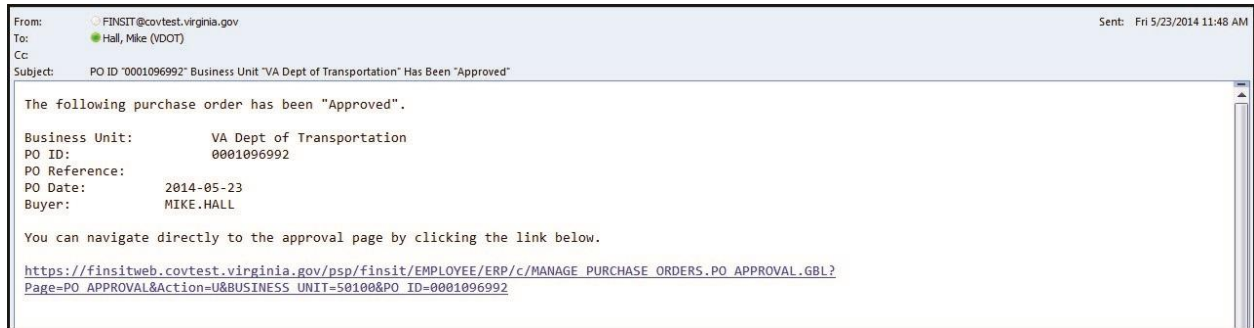 From: FINSIT@covtest.virginia.gov Sent: Fri 5/23/2014 11:48 AM
To: Hall, Mike (VDOT)
Cc:
Subject: PO ID "0001096992" Business Unit "VA Dept of Transportation" Has Been "Approved"
The following purchase order has been "Approved".
Business Unit: VA Dept of Transportation
PO ID: 0001096992
PO Reference:
PO Date: 2014-05-23
Buyer: MIKE.HALL
You can navigate directly to the approval page by clicking the link below.
https://finsitweb.covtest.virginia.gov/psp/finsit/EMPLOYEE/ERP/c/MANAGE_PURCHASE_ORDERS.PO_APPROVAL.GBL?
Page=PO_APPROVAL&Action=U&BUSINESS_UNIT=50100&PO_ID=0001096992